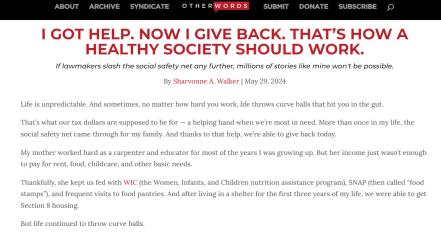 ABOUT ARCHIVE SYNDICATE OTHERWORDS SUBMIT DONATE SUBSCRIBE
I GOT HELP. NOW I GIVE BACK. THAT'S HOW A
HEALTHY SOCIETY SHOULD WORK.
If lawmakers slash the social safety net any further, millions of stories like mine won't be possible.
By Sharvonne A. Walker | May 29, 2024
Life is unpredictable. And sometimes, no matter how hard you work, life throws curve balls that hit you in the gut.
That's what our tax dollars are supposed to be for — a helping hand when we're most in need. More than once in my life, the
social safety net came through for my family. And thanks to that help, we're able to give back today.
My mother worked hard as a carpenter and educator for most of the years I was growing up. But her income just wasn't enough
to pay for rent, food, childcare, and other basic needs.
Thankfully, she kept us fed with WIC (the Women, Infants, and Children nutrition assistance program), SNAP (then called "food
stamps"), and frequent visits to food pantries. And after living in a shelter for the first three years of my life, we were able to get
Section 8 housing.
But life continued to throw curve balls.